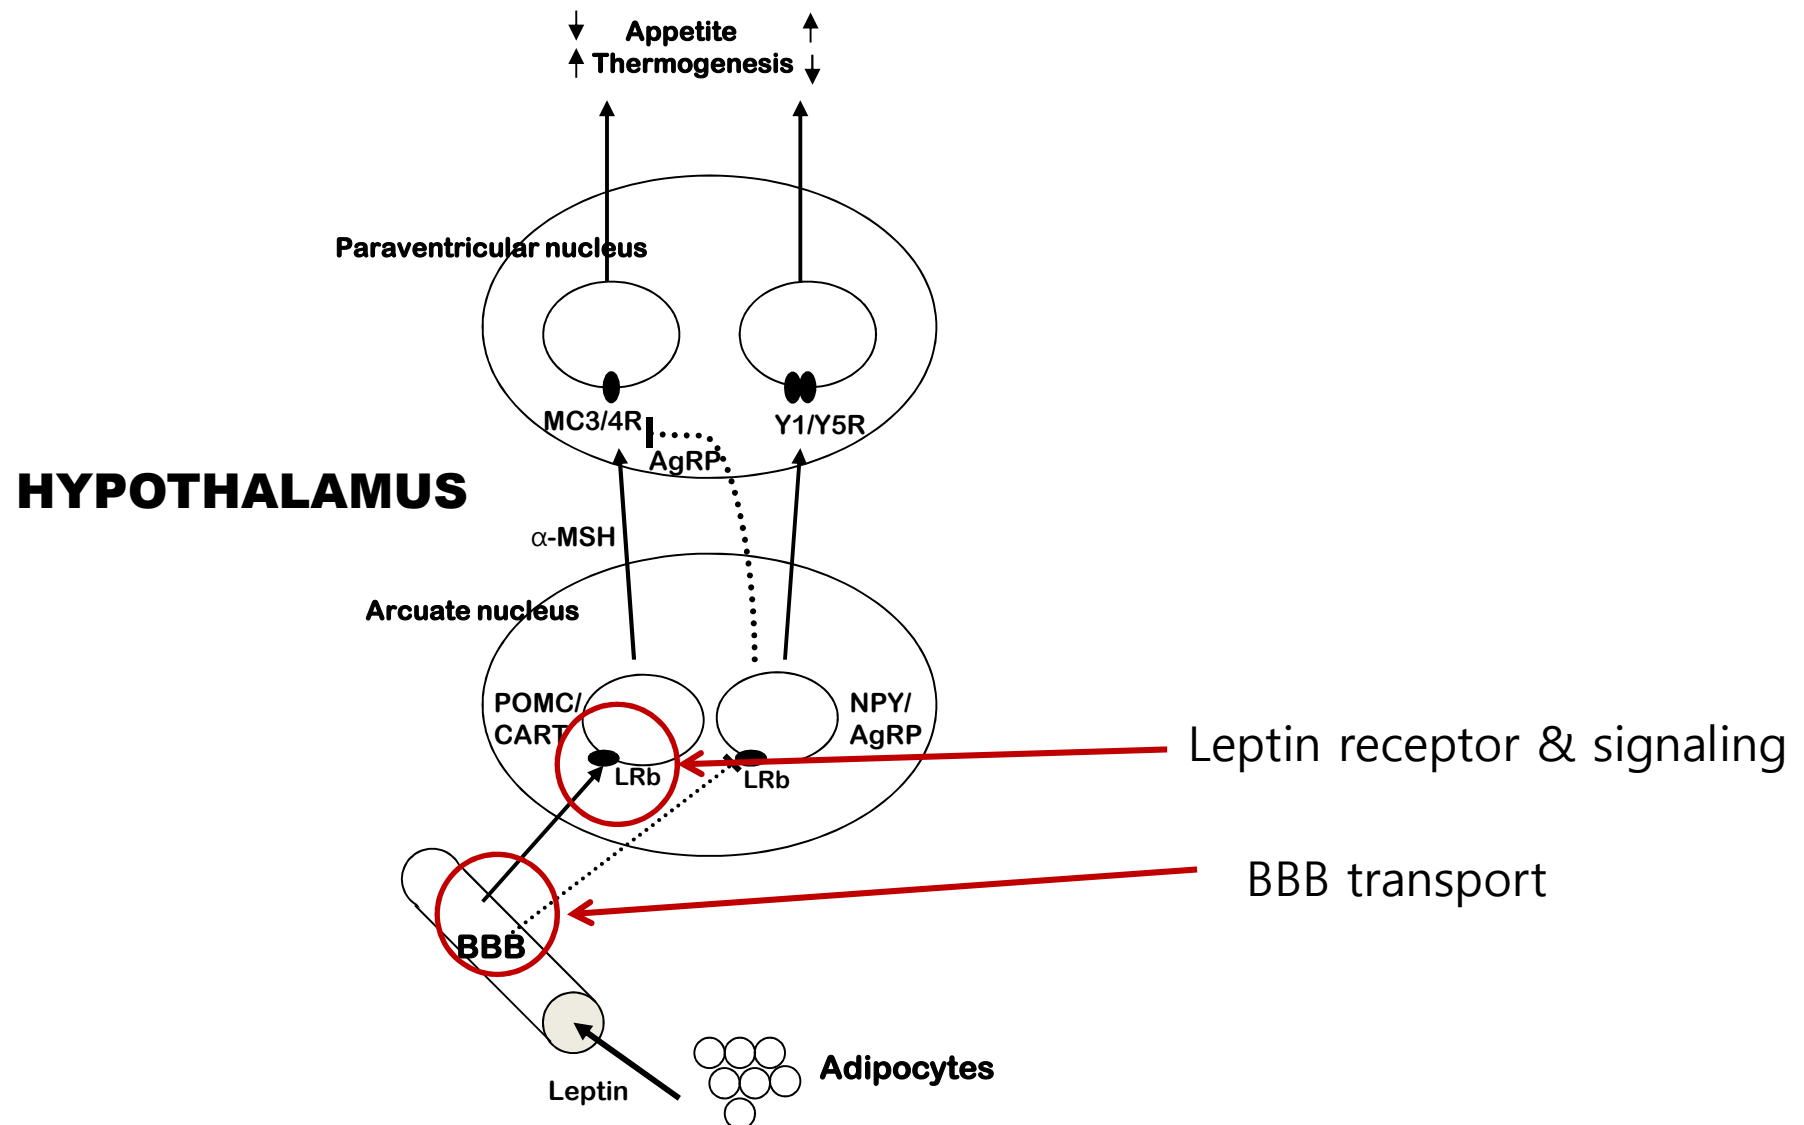 Appetite
Thermogenesis
Paraventricular nucleus
MC3/4R
Y1/Y5R
AgRP
HYPOTHALAMUS
α-MSH
Arcuate nucleus
POMC/
CART
NPY/
AgRP
LRb
LRb
Leptin receptor & signaling
BBB transport
BBB
Adipocytes
Leptin